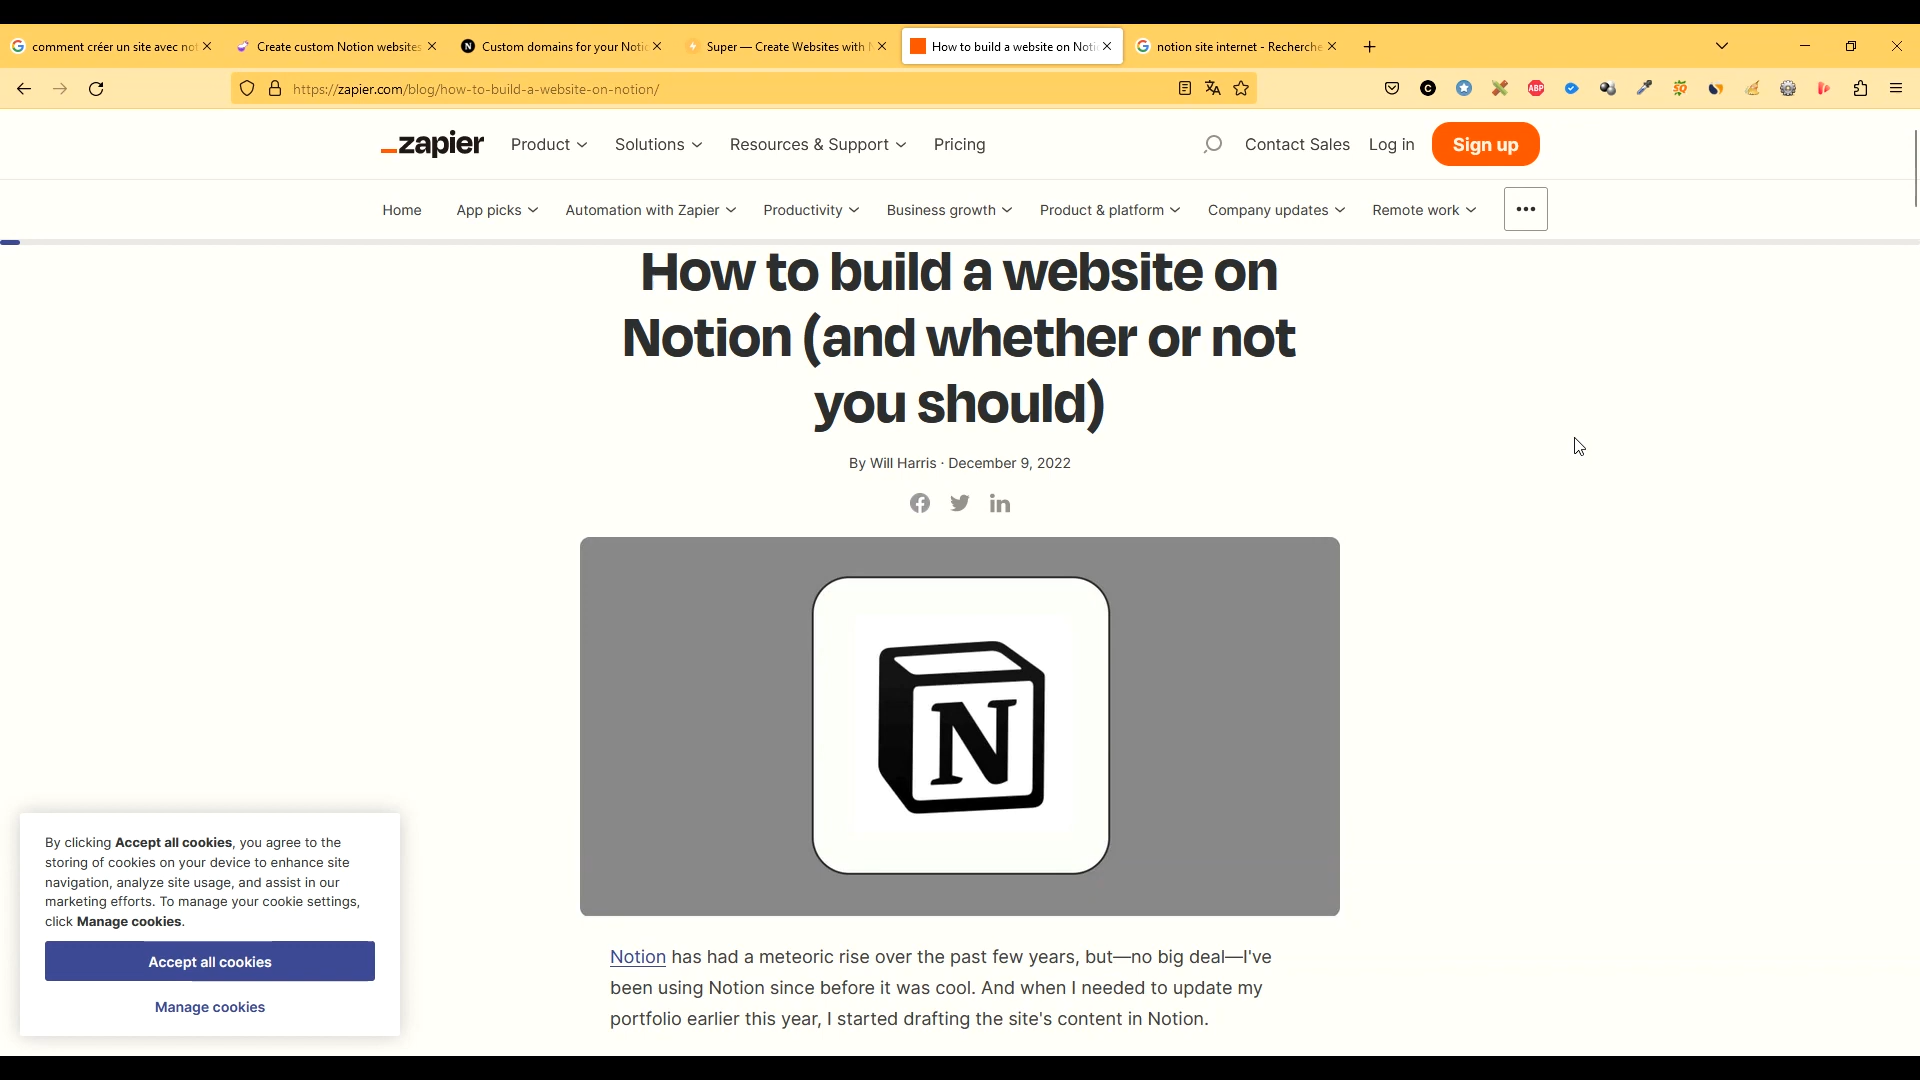 comment créer un site avec not
Create custom Notion websites
Custom domains for your Notic
Super — Create Websites with N
How to build a website on Noti
notion site internet - Recherche
https://zapier.com/blog/how-to-build-a-website-on-notion/
C
ABP
SQ
_zapier
Product
Solutions
Resources & Support
Pricing
Contact Sales
Log in
Sign up
Home
App picks
Automation with Zapier
Productivity
Business growth
Product & platform
Company updates
Remote work
How to build a website on
Notion (and whether or not
you should)
By Will Harris · December 9, 2022
N
By clicking Accept all cookies, you agree to the
storing of cookies on your device to enhance site
navigation, analyze site usage, and assist in our
marketing efforts. To manage your cookie settings,
click Manage cookies.
Accept all cookies
Manage cookies
Notion has had a meteoric rise over the past few years, but—no big deal—I've
been using Notion since before it was cool. And when I needed to update my
portfolio earlier this year, I started drafting the site's content in Notion.